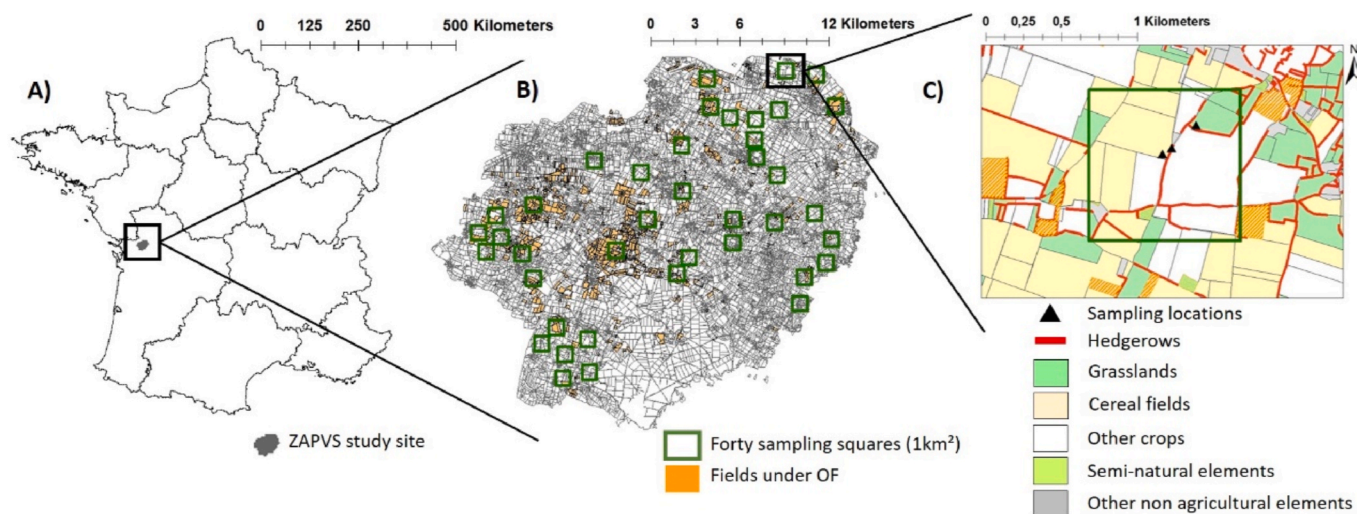 0 125 250 500 Kilometers
0 3 6 12 Kilometers
0 0,25 0,5 1 Kilometers
A)
B)
C)
N
ZAPVS study site
Forty sampling squares (1km²)
Fields under OF
Sampling locations
Hedgerows
Grasslands
Cereal fields
Other crops
Semi-natural elements
Other non agricultural elements